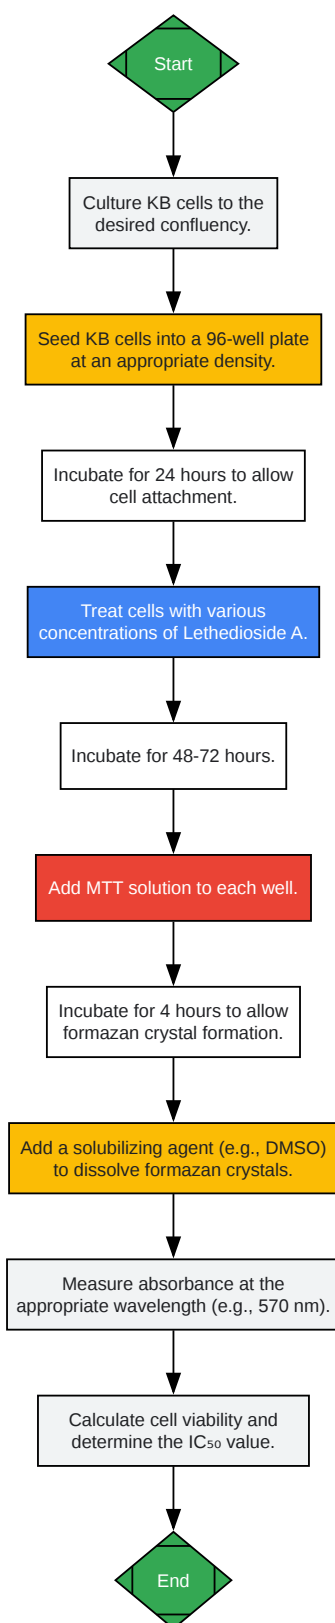 Start
Culture KB cells to the
desired confluency.
Seed KB cells into a 96-well plate
at an appropriate density.
Incubate for 24 hours to allow
cell attachment.
Treat cells with various
concentrations of Lethedioside A.
Incubate for 48-72 hours.
Add MTT solution to each well.
Incubate for 4 hours to allow
formazan crystal formation.
Add a solubilizing agent (e.g., DMSO)
to dissolve formazan crystals.
Measure absorbance at the
appropriate wavelength (e.g., 570 nm).
Calculate cell viability and
determine the IC₅₀ value.
End